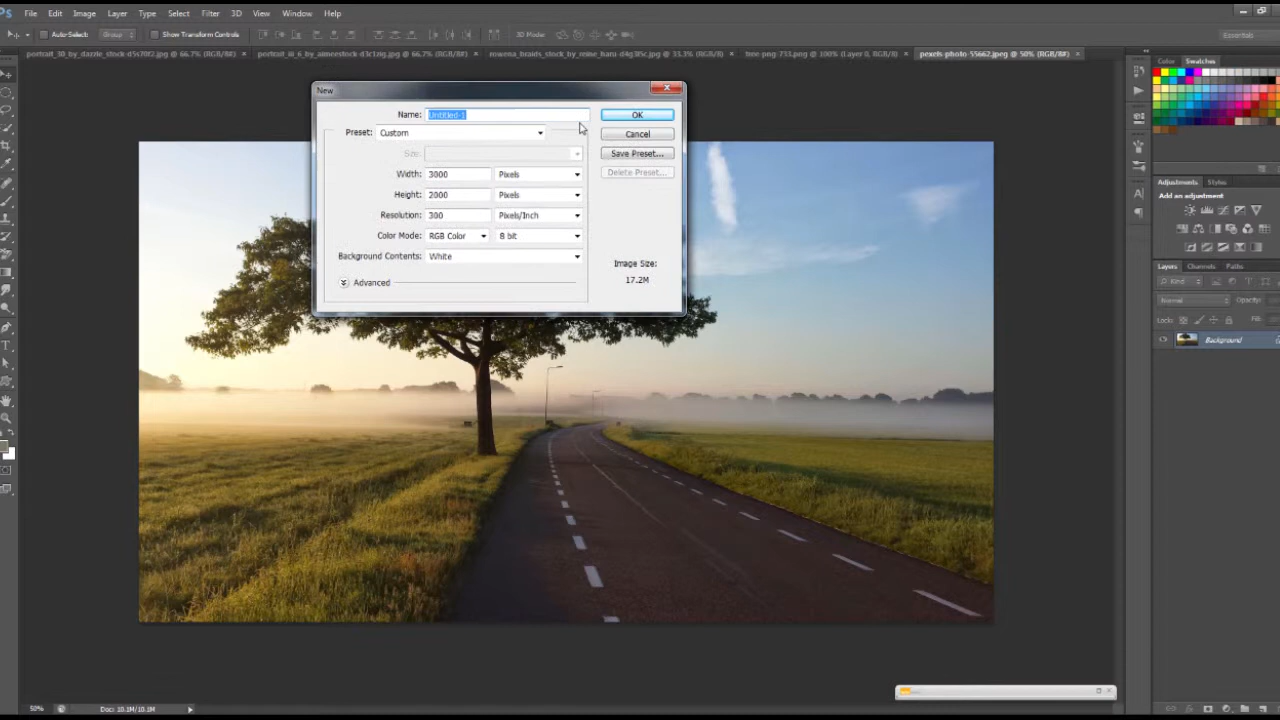 Ps File Edit Image Layer Type Select Filter 3D View Window Help
Auto-Select: Group Show Transform Controls 3D Mode: Essentials
portrait_30_by_dazzle_stock-d5s70f2.jpg @ 66.7% (RGB/8#) × portrait_iii_6_by_aimeestock-d3c1zig.jpg @ 66.7% (RGB/8*) × 33.3% (RGB/8) × tree-png-733.png @ 100% (Layer 0, RGB/8) × pexels-photo-55662.jpeg @ 50% (RGB/8#) ×
New
Name: Untitled-1 OK
Preset: Custom Cancel
Size: Save Preset...
Width: 3000 Pixels Delete Preset...
Height: 2000 Pixels
Resolution: 300 Pixels/Inch
Color Mode: RGB Color 8 bit
Background Contents: White
Image Size:
17.2M
Advanced
Color Swatches
Adjustments Styles
Add an adjustment
Layers Channels Paths
Kind
Normal Opacity:
Lock: Fill:
Background
50% Doc: 10.1M/10.1M